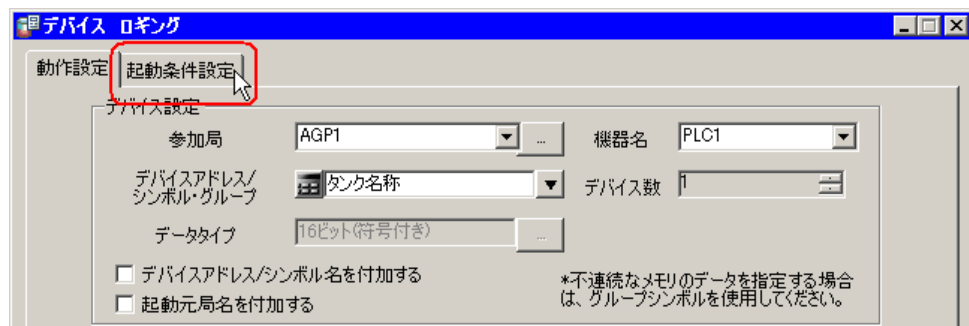 デバイス ロギング
動作設定 起動条件設定
デバイス設定
参加局 AGP1 ... 機器名 PLC1
デバイスアドレス/
シンボル・グループ タンク名称 デバイス数 1
データタイプ 16ビット(符号付き) ...
デバイスアドレス/シンボル名を付加する
起動元局名を付加する
*不連続なメモリのデータを指定する場合
は、グループシンボルを使用してください。